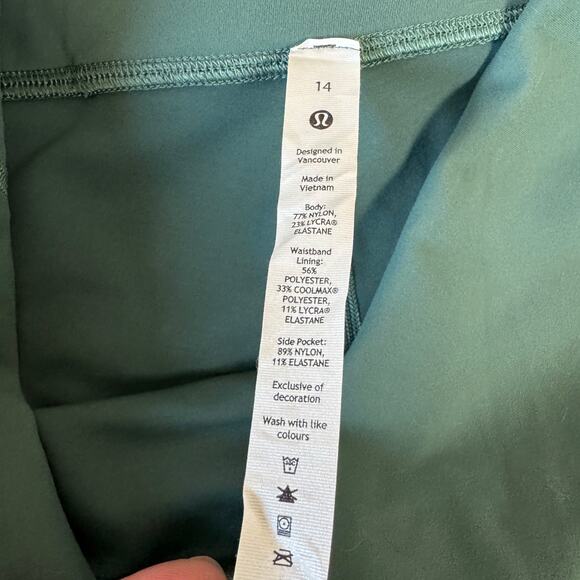 14
Designed in
Vancouver
Made in
Vietnam
Body:
77% NYLON,
23% LYCRA®
ELASTANE
Waistband
Lining:
56%
POLYESTER,
33% COOLMAX®
POLYESTER,
11% LYCRA®
ELASTANE
Side Pocket:
89% NYLON,
11% ELASTANE
Exclusive of
decoration
Wash with like
colours